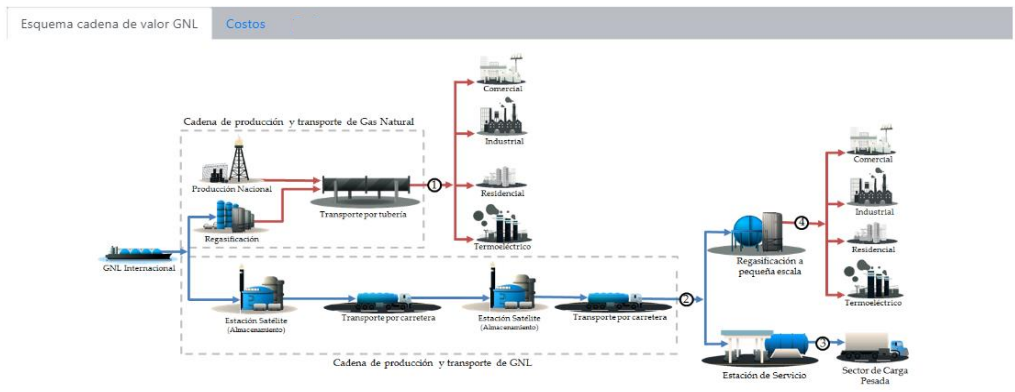 Esquema cadena de valor GNL
Costos
Cadena de producción y transporte de Gas Natural
Comercial
Industrial
Producción Nacional
Transporte por tubería
1
Residencial
Regasificación
Termoeléctrico
GNL Internacional
Estación Satélite
(Almacenamiento)
Transporte por carretera
Estación Satélite
(Almacenamiento)
Transporte por carretera
2
Cadena de producción y transporte de GNL
Regasificación a
pequeña escala
4
Comercial
Industrial
Residencial
Termoeléctrico
Estación de Servicio
3
Sector de Carga
Pesada